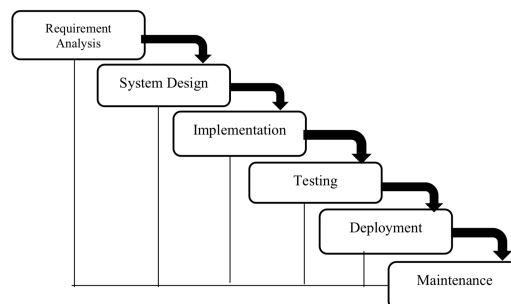 Requirement
Analysis
System Design
Implementation
Testing
Deployment
Maintenance